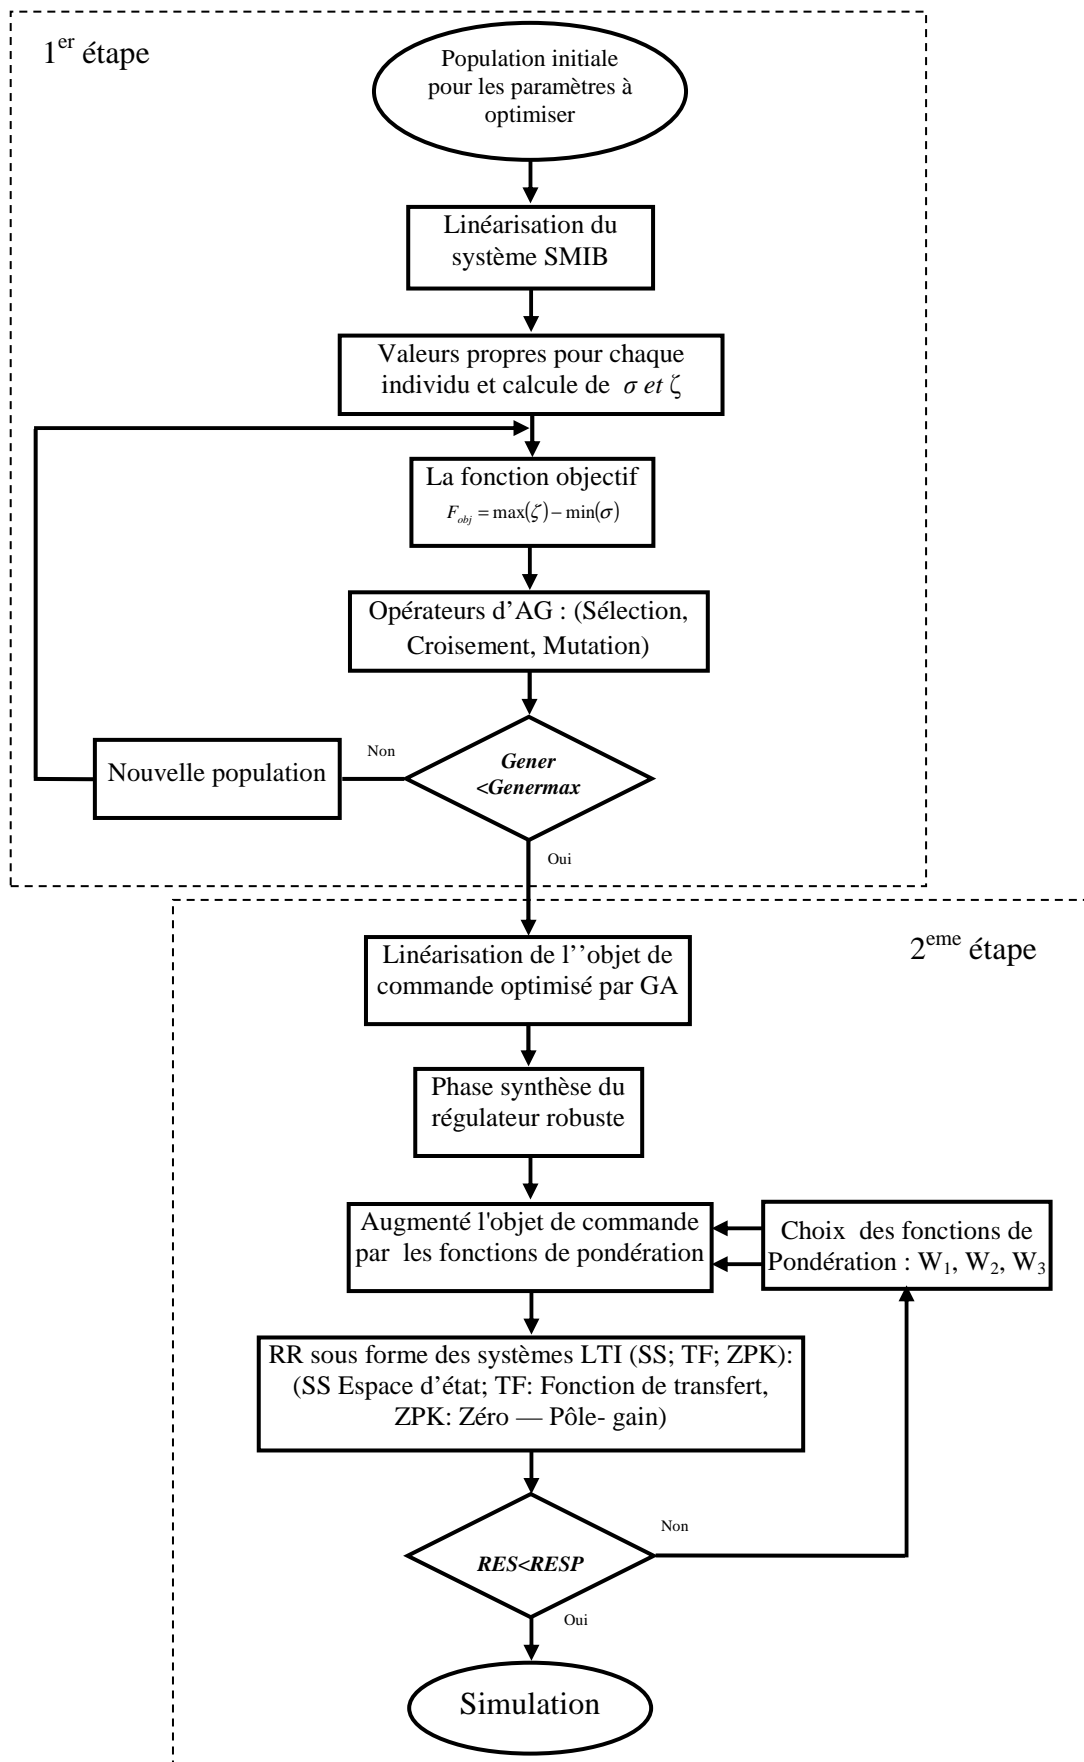 1er étape
Population initiale
pour les paramètres à
optimiser
Linéarisation du
système SMIB
Valeurs propres pour chaque
individu et calcule de σ et ζ
La fonction objectif
F_obj = max(ζ) − min(σ)
Opérateurs d’AG : (Sélection,
Croisement, Mutation)
Gener
<Genermax
Non
Nouvelle population
Oui
2eme étape
Linéarisation de l’’objet de
commande optimisé par GA
Phase synthèse du
régulateur robuste
Augmenté l'objet de commande
par les fonctions de pondération
Choix des fonctions de
Pondération : W1, W2, W3
RR sous forme des systèmes LTI (SS; TF; ZPK):
(SS Espace d’état; TF: Fonction de transfert,
ZPK: Zéro — Pôle- gain)
RES<RESP
Non
Oui
Simulation